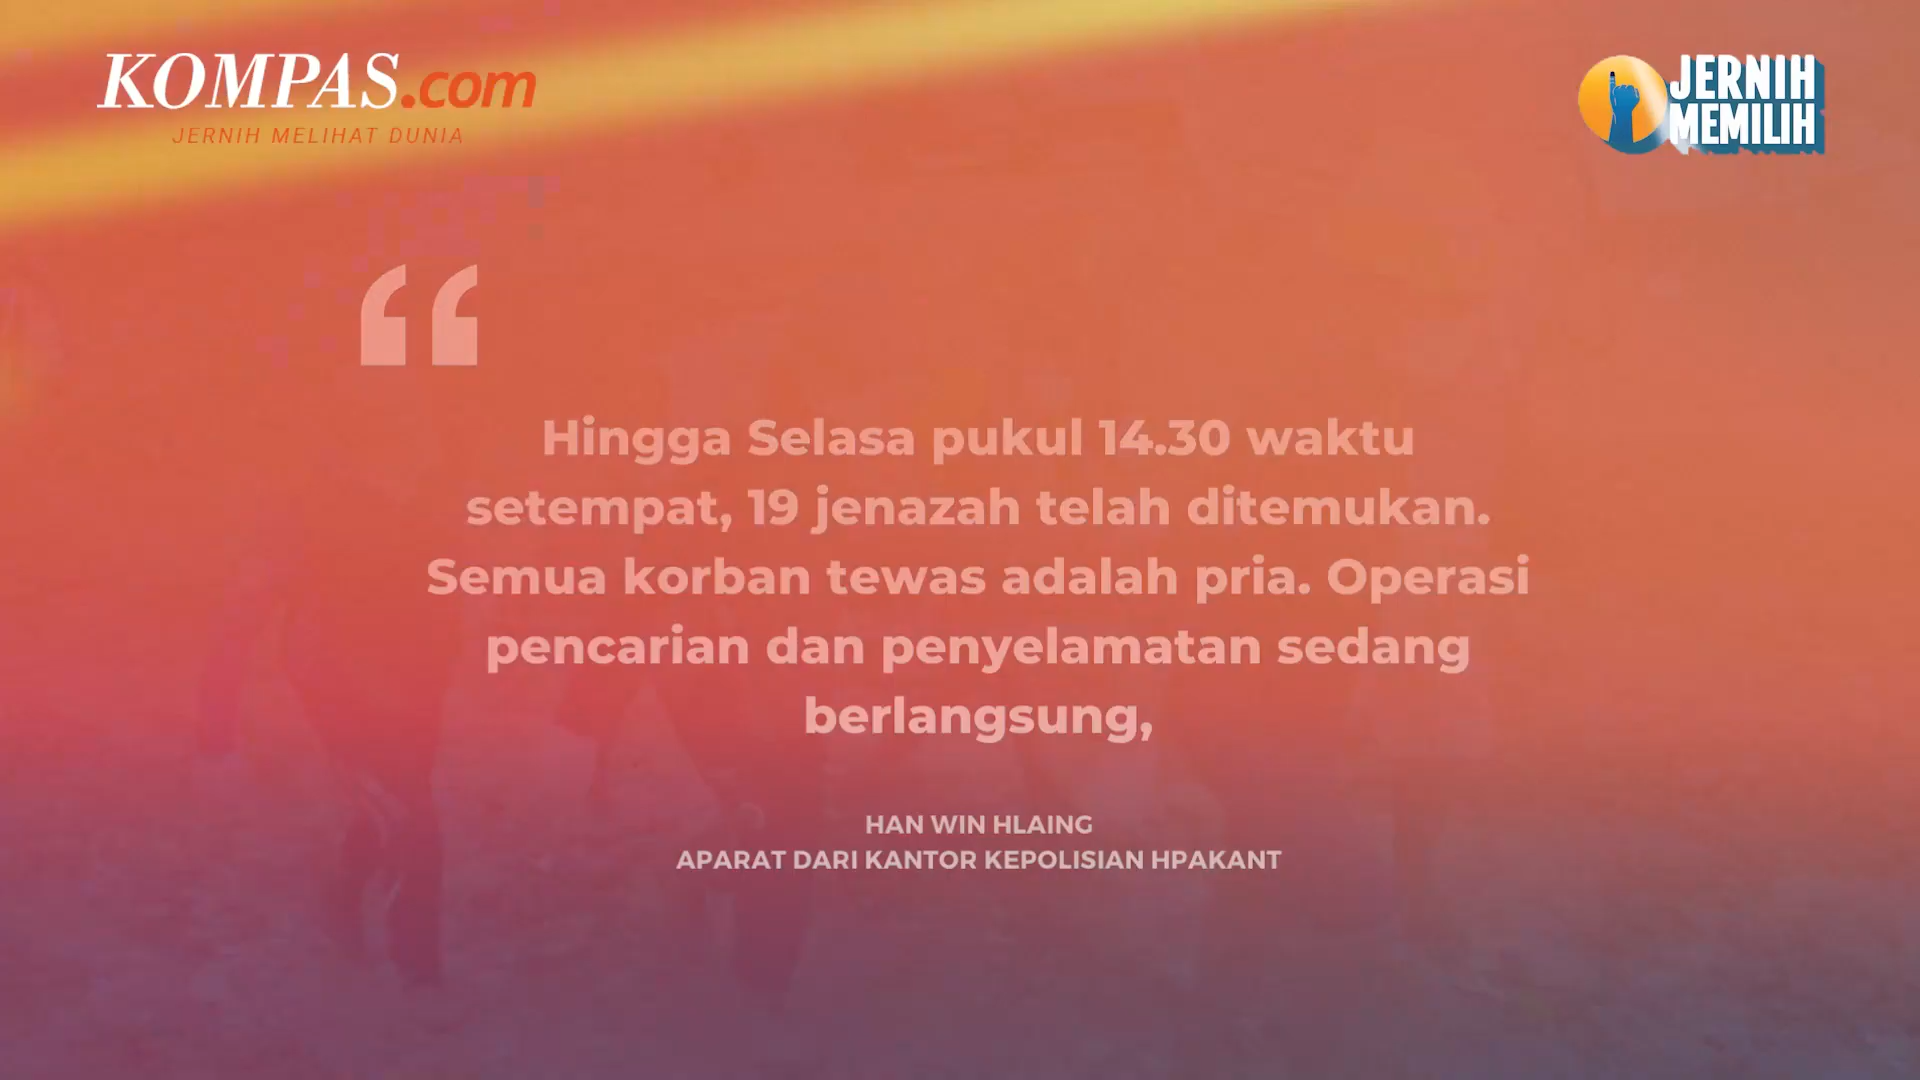 KOMPAS.com
JERNIH MELIHAT DUNIA
JERNIH
MEMILIH
“
Hingga Selasa pukul 14.30 waktu
setempat, 19 jenazah telah ditemukan.
Semua korban tewas adalah pria. Operasi
pencarian dan penyelamatan sedang
berlangsung,
HAN WIN HLAING
APARAT DARI KANTOR KEPOLISIAN HPAKANT